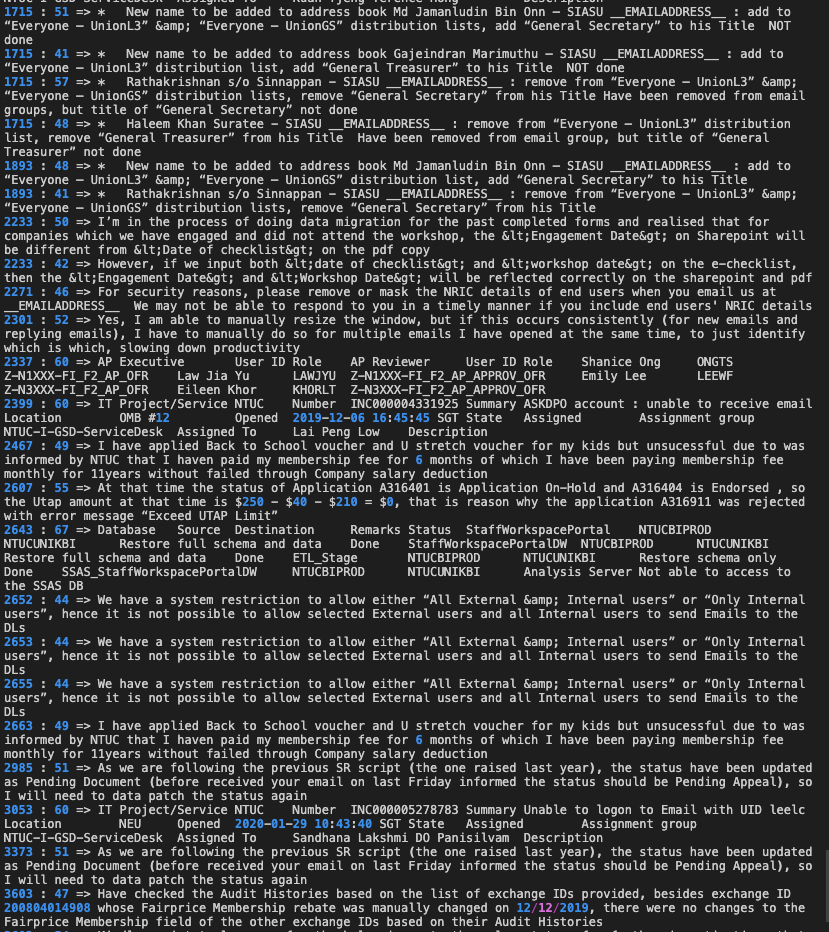 1715 : 51 => *   New name to be added to address book Md Jamanludin Bin Onn – SIASU __EMAILADDRESS__ : add to
“Everyone – UnionL3” &amp; “Everyone – UnionGS” distribution lists, add “General Secretary” to his Title  NOT
done
1715 : 41 => *   New name to be added to address book Gajeindran Marimuthu – SIASU __EMAILADDRESS__ : add to
“Everyone – UnionL3” distribution list, add “General Treasurer” to his Title  NOT done
1715 : 57 => *   Rathakrishnan s/o Sinnappan – SIASU __EMAILADDRESS__ : remove from “Everyone – UnionL3” &amp;
“Everyone – UnionGS” distribution lists, remove “General Secretary” from his Title Have been removed from email
groups, but title of “General Secretary” not done
1715 : 48 => *   Haleem Khan Suratee – SIASU __EMAILADDRESS__ : remove from “Everyone – UnionL3” distribution
list, remove “General Treasurer” from his Title  Have been removed from email group, but title of “General
Treasurer” not done
1893 : 48 => *   New name to be added to address book Md Jamanludin Bin Onn – SIASU __EMAILADDRESS__ : add to
“Everyone – UnionL3” &amp; “Everyone – UnionGS” distribution lists, add “General Secretary” to his Title
1893 : 41 => *   Rathakrishnan s/o Sinnappan – SIASU __EMAILADDRESS__ : remove from “Everyone – UnionL3” &amp;
“Everyone – UnionGS” distribution lists, remove “General Secretary” from his Title
2233 : 50 => I’m in the process of doing data migration for the past completed forms and realised that for
companies which we have engaged and did not attend the workshop, the &lt;Engagement Date&gt; on Sharepoint will
be different from &lt;Date of checklist&gt; on the pdf copy
2233 : 42 => However, if we input both &lt;date of checklist&gt; and &lt;workshop date&gt; on the e-checklist,
then the &lt;Engagement Date&gt; and &lt;Workshop Date&gt; will be reflected correctly on the sharepoint and pdf
2271 : 46 => For security reasons, please remove or mask the NRIC details of end users when you email us at
__EMAILADDRESS__  We may not be able to respond to you in a timely manner if you include end users' NRIC details
2301 : 52 => Yes, I am able to manually resize the window, but if this occurs consistently (for new emails and
replying emails), I have to manually do so for multiple emails I have opened at the same time, to just identify
which is which, slowing down productivity
2337 : 60 => AP Executive       User ID Role    AP Reviewer     User ID Role    Shanice Ong     ONGTS
Z-N1XXX-FI_F2_AP_OFR    Law Jia Yu      LAWJYU  Z-N1XXX-FI_F2_AP_APPROV_OFR     Emily Lee       LEEWF
Z-N3XXX-FI_F2_AP_OFR    Eileen Khor     KHORLT  Z-N3XXX-FI_F2_AP_APPROV_OFR
2399 : 60 => IT Project/Service NTUC    Number  INC000004331925 Summary ASKDPO account : unable to receive email
Location        OMB #12         Opened  2019-12-06 16:45:45 SGT State   Assigned        Assignment group
NTUC-I-GSD-ServiceDesk  Assigned To     Lai Peng Low    Description
2467 : 49 => I have applied Back to School voucher and U stretch voucher for my kids but unsucessful due to was
informed by NTUC that I haven paid my membership fee for 6 months of which I have been paying membership fee
monthly for 11years without failed through Company salary deduction
2607 : 55 => At that time the status of Application A316401 is Application On-Hold and A316404 is Endorsed , so
the Utap amount at that time is $250 – $40 – $210 = $0, that is reason why the application A316911 was rejected
with error message “Exceed UTAP Limit”
2643 : 67 => Database   Source  Destination     Remarks Status  StaffWorkspacePortal    NTUCBIPROD
NTUCUNIKBI      Restore full schema and data    Done    StaffWorkspacePortalDW  NTUCBIPROD      NTUCUNIKBI
Restore full schema and data    Done    ETL_Stage       NTUCBIPROD      NTUCUNIKBI      Restore schema only
Done    SSAS_StaffWorkspacePortalDW     NTUCBIPROD      NTUCUNIKBI      Analysis Server Not able to access to
the SSAS DB
2652 : 44 => We have a system restriction to allow either “All External &amp; Internal users” or “Only Internal
users”, hence it is not possible to allow selected External users and all Internal users to send Emails to the
DLs
2653 : 44 => We have a system restriction to allow either “All External &amp; Internal users” or “Only Internal
users”, hence it is not possible to allow selected External users and all Internal users to send Emails to the
DLs
2655 : 44 => We have a system restriction to allow either “All External &amp; Internal users” or “Only Internal
users”, hence it is not possible to allow selected External users and all Internal users to send Emails to the
DLs
2663 : 49 => I have applied Back to School voucher and U stretch voucher for my kids but unsucessful due to was
informed by NTUC that I haven paid my membership fee for 6 months of which I have been paying membership fee
monthly for 11years without failed through Company salary deduction
2985 : 51 => As we are following the previous SR script (the one raised last year), the status have been updated
as Pending Document (before received your email on last Friday informed the status should be Pending Appeal), so
I will need to data patch the status again
3053 : 60 => IT Project/Service NTUC    Number  INC000005278783 Summary Unable to logon to Email with UID leelc
Location        NEU     Opened  2020-01-29 10:43:40 SGT State   Assigned        Assignment group
NTUC-I-GSD-ServiceDesk  Assigned To     Sandhana Lakshmi DO Panisilvam  Description
3373 : 51 => As we are following the previous SR script (the one raised last year), the status have been updated
as Pending Document (before received your email on last Friday informed the status should be Pending Appeal), so
I will need to data patch the status again
3603 : 47 => Have checked the Audit Histories based on the list of exchange IDs provided, besides exchange ID
200804014908 whose Fairprice Membership rebate was manually changed on 12/12/2019, there were no changes to the
Fairprice Membership field of the other exchange IDs based on their Audit Histories